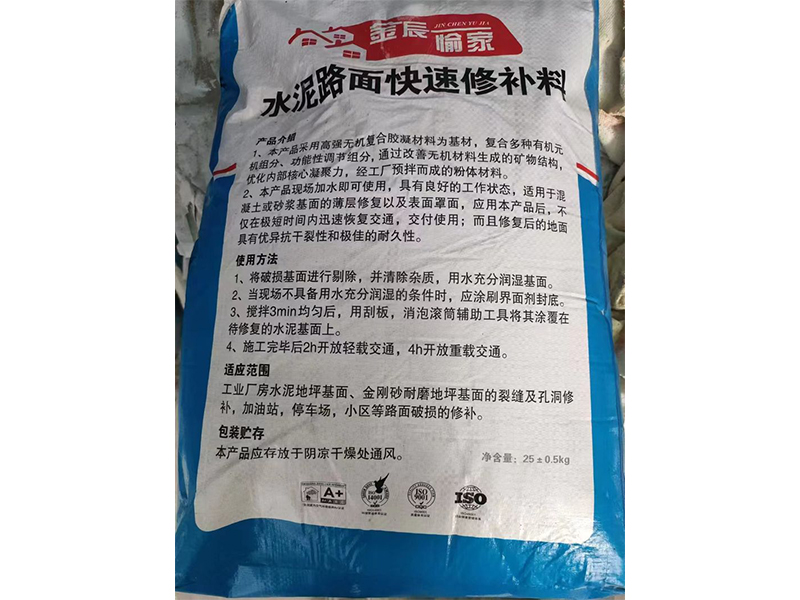 金辰
JIN CHEN YU JIA
愉家
水泥路面快速修补料
产品介绍
1、本产品采用高强无机复合胶凝材料为基材，复合多种有机元
机组分、功能性调节组分，通过改善无机材料生成的矿物结构，
优化内部核心凝聚力，经工厂预拌而成的粉体材料。
2、本产品现场加水即可使用，具有良好的工作状态，适用于混
凝土或砂浆基面的薄层修复以及表面罩面，应用本产品后，不
仅在极短时间内迅速恢复交通，交付使用；而且修复后的地面
具有优异抗干裂性和极佳的耐久性。
使用方法
1、将破损基面进行剔除，并清除杂质，用水充分润湿基面。
2、当现场不具备用水充分润湿的条件时，应涂刷界面剂封底。
3、搅拌3min均匀后，用刮板，消泡滚筒辅助工具将其涂覆在
待修复的水泥基面上。
4、施工完毕后2h开放轻载交通，4h开放重载交通。
适应范围
工业厂房水泥地坪基面、金刚砂耐磨地坪基面的裂缝及孔洞修
补，加油站，停车场，小区等路面破损的修补。
包装贮存
本产品应存放于阴凉干燥处通风。
净含量：25±0.5kg
A+
ISO
14001
ISO
9001
ISO